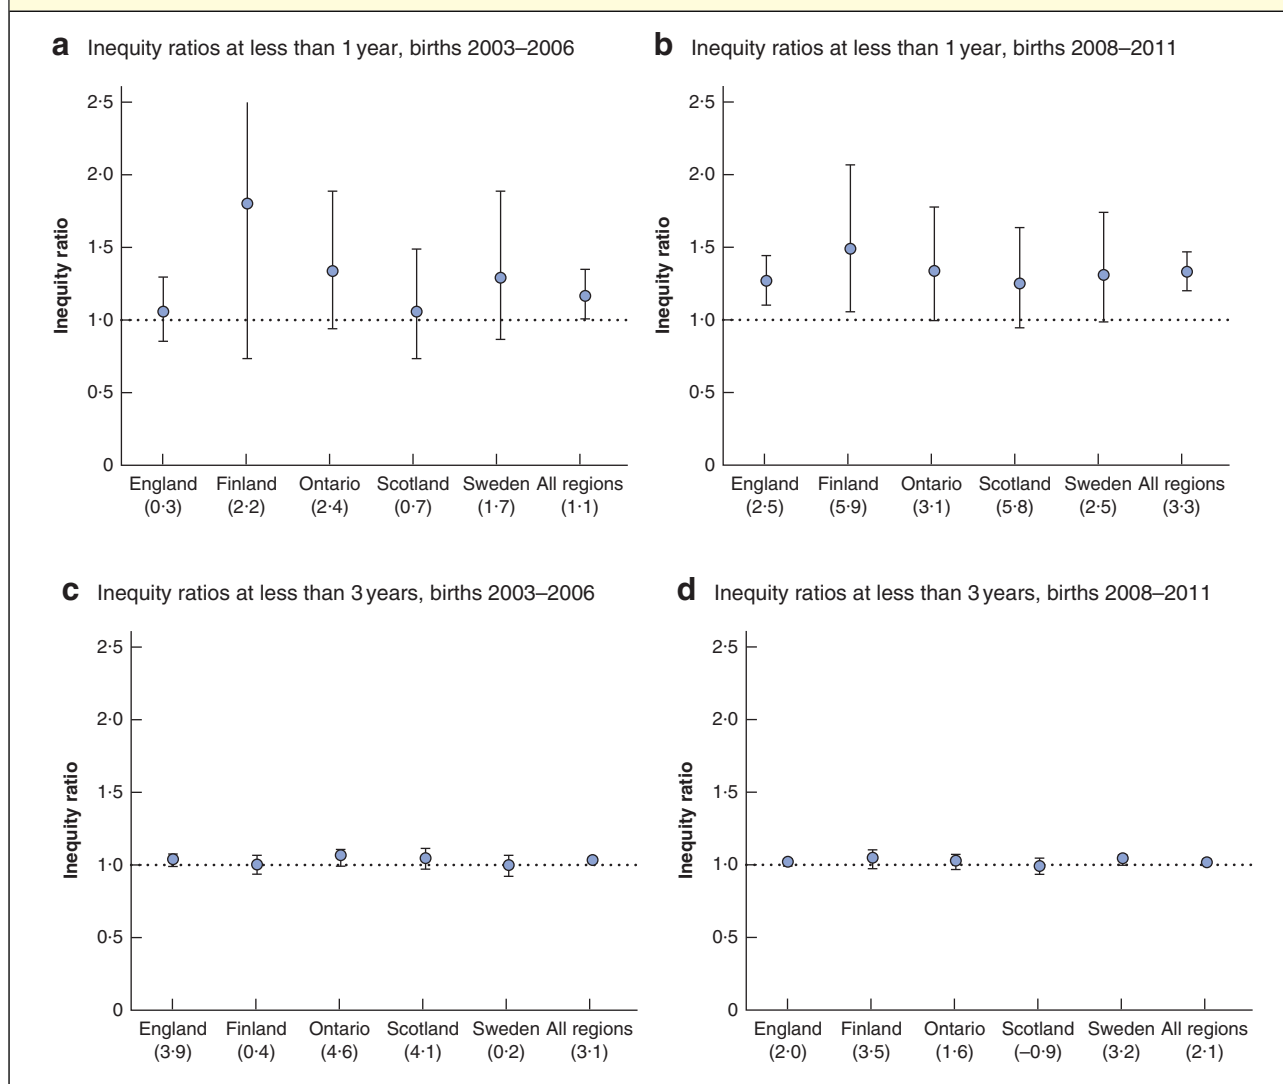 a Inequity ratios at less than 1 year, births 2003–2006
2·5
2·0
1·5
1·0
0·5
0
Inequity ratio
England Finland Ontario Scotland Sweden All regions
(0·3) (2·2) (2·4) (0·7) (1·7) (1·1)
b Inequity ratios at less than 1 year, births 2008–2011
2·5
2·0
1·5
1·0
0·5
0
Inequity ratio
England Finland Ontario Scotland Sweden All regions
(2·5) (5·9) (3·1) (5·8) (2·5) (3·3)
c Inequity ratios at less than 3 years, births 2003–2006
2·5
2·0
1·5
1·0
0·5
0
Inequity ratio
England Finland Ontario Scotland Sweden All regions
(3·9) (0·4) (4·6) (4·1) (0·2) (3·1)
d Inequity ratios at less than 3 years, births 2008–2011
2·5
2·0
1·5
1·0
0·5
0
Inequity ratio
England Finland Ontario Scotland Sweden All regions
(2·0) (3·5) (1·6) (–0·9) (3·2) (2·1)